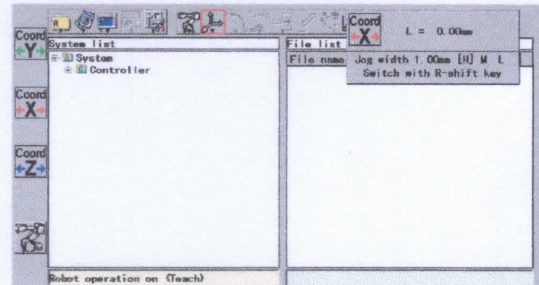 Coord
Y
Coord
X
Coord
Z
System list
System
Controller
File list
File name
Coord
X
L = 0.00mm
Jog width 1.00mm [H] M L
Switch with R-shift key
Robot operation on (Teach)